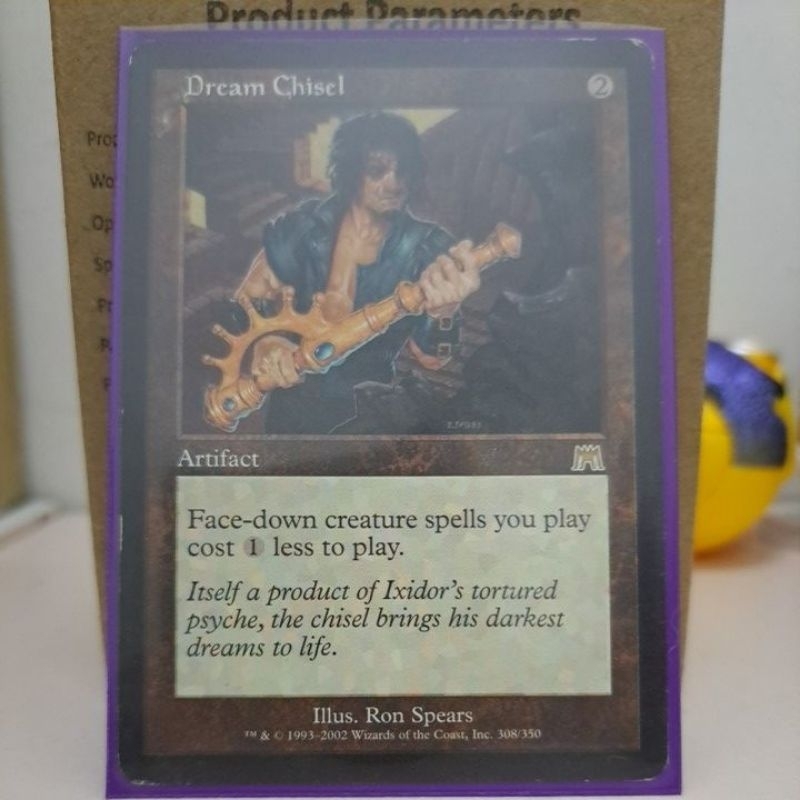 Product Parameters
Dream Chisel
2
Artifact
Face-down creature spells you play
cost 1 less to play.
Itself a product of Ixidor's tortured
psyche, the chisel brings his darkest
dreams to life.
Illus. Ron Spears
™ & © 1993–2002 Wizards of the Coast, Inc. 308/350